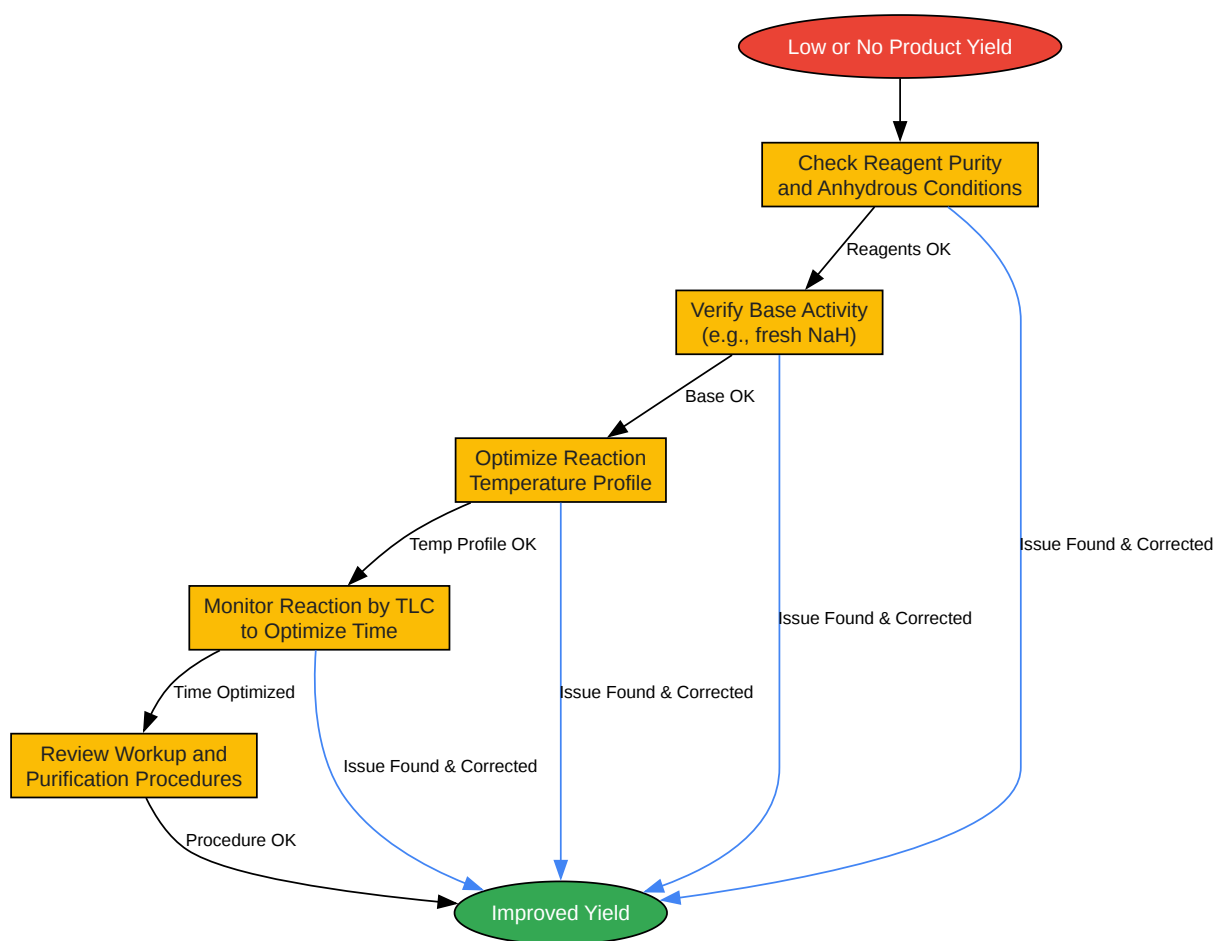 Low or No Product Yield
Check Reagent Purity
and Anhydrous Conditions
Reagents OK
Verify Base Activity
(e.g., fresh NaH)
Base OK
Optimize Reaction
Temperature Profile
Temp Profile OK
Issue Found & Corrected
Monitor Reaction by TLC
to Optimize Time
Issue Found & Corrected
Time Optimized
Issue Found & Corrected
Review Workup and
Purification Procedures
Issue Found & Corrected
Procedure OK
Improved Yield